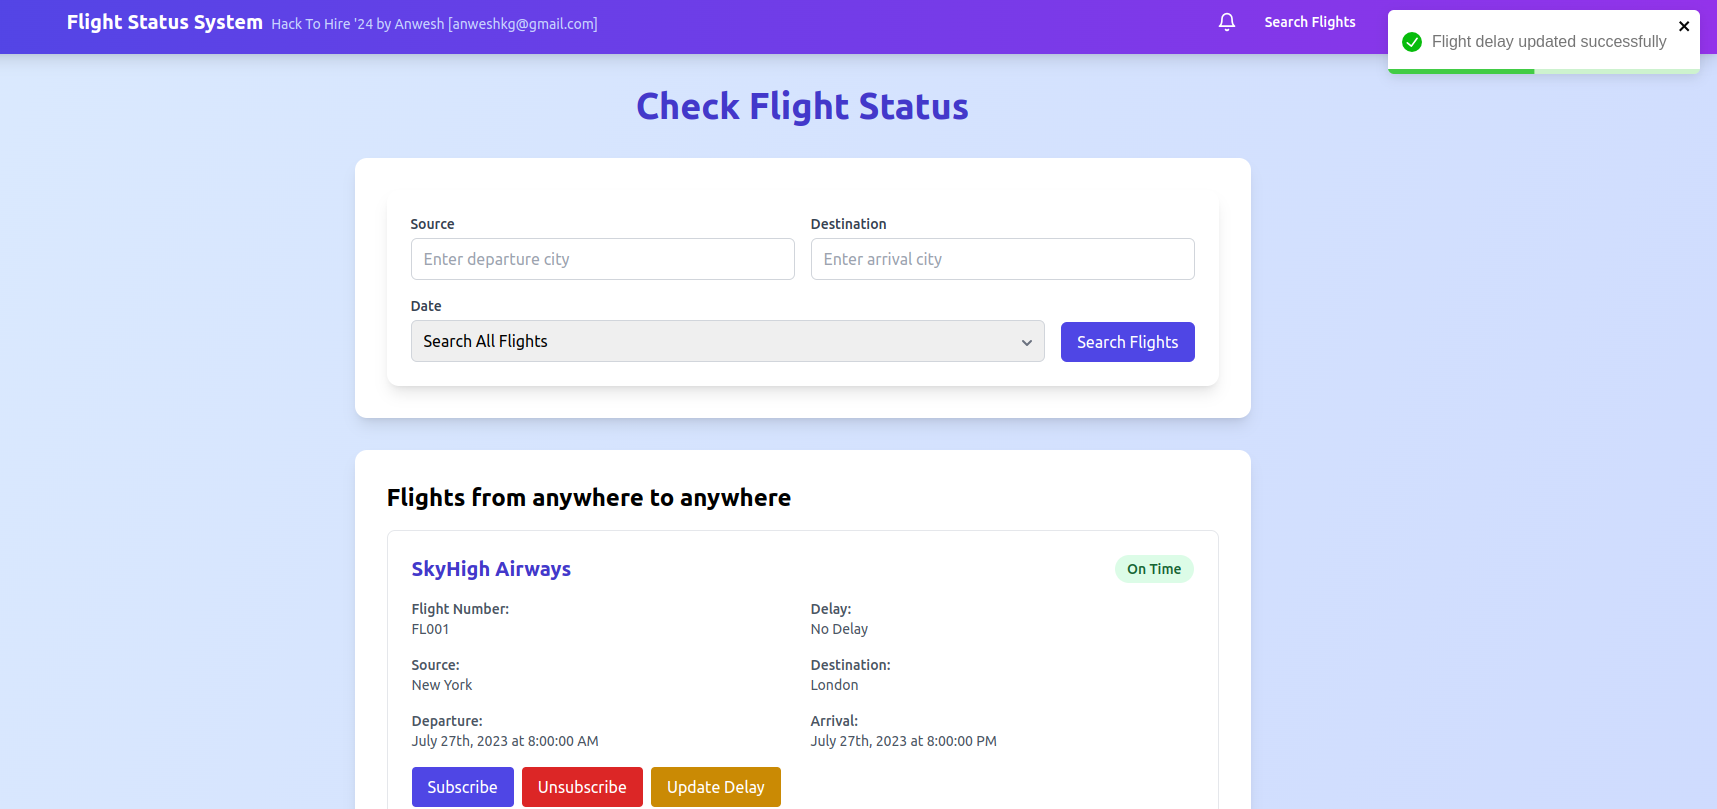 Flight Status System Hack To Hire '24 by Anwesh [anweshkg@gmail.com]
Search Flights
Flight delay updated successfully
Check Flight Status
Source
Destination
Enter departure city
Enter arrival city
Date
Search All Flights
Search Flights
Flights from anywhere to anywhere
SkyHigh Airways
On Time
Flight Number:
FL001
Delay:
No Delay
Source:
New York
Destination:
London
Departure:
July 27th, 2023 at 8:00:00 AM
Arrival:
July 27th, 2023 at 8:00:00 PM
Subscribe
Unsubscribe
Update Delay